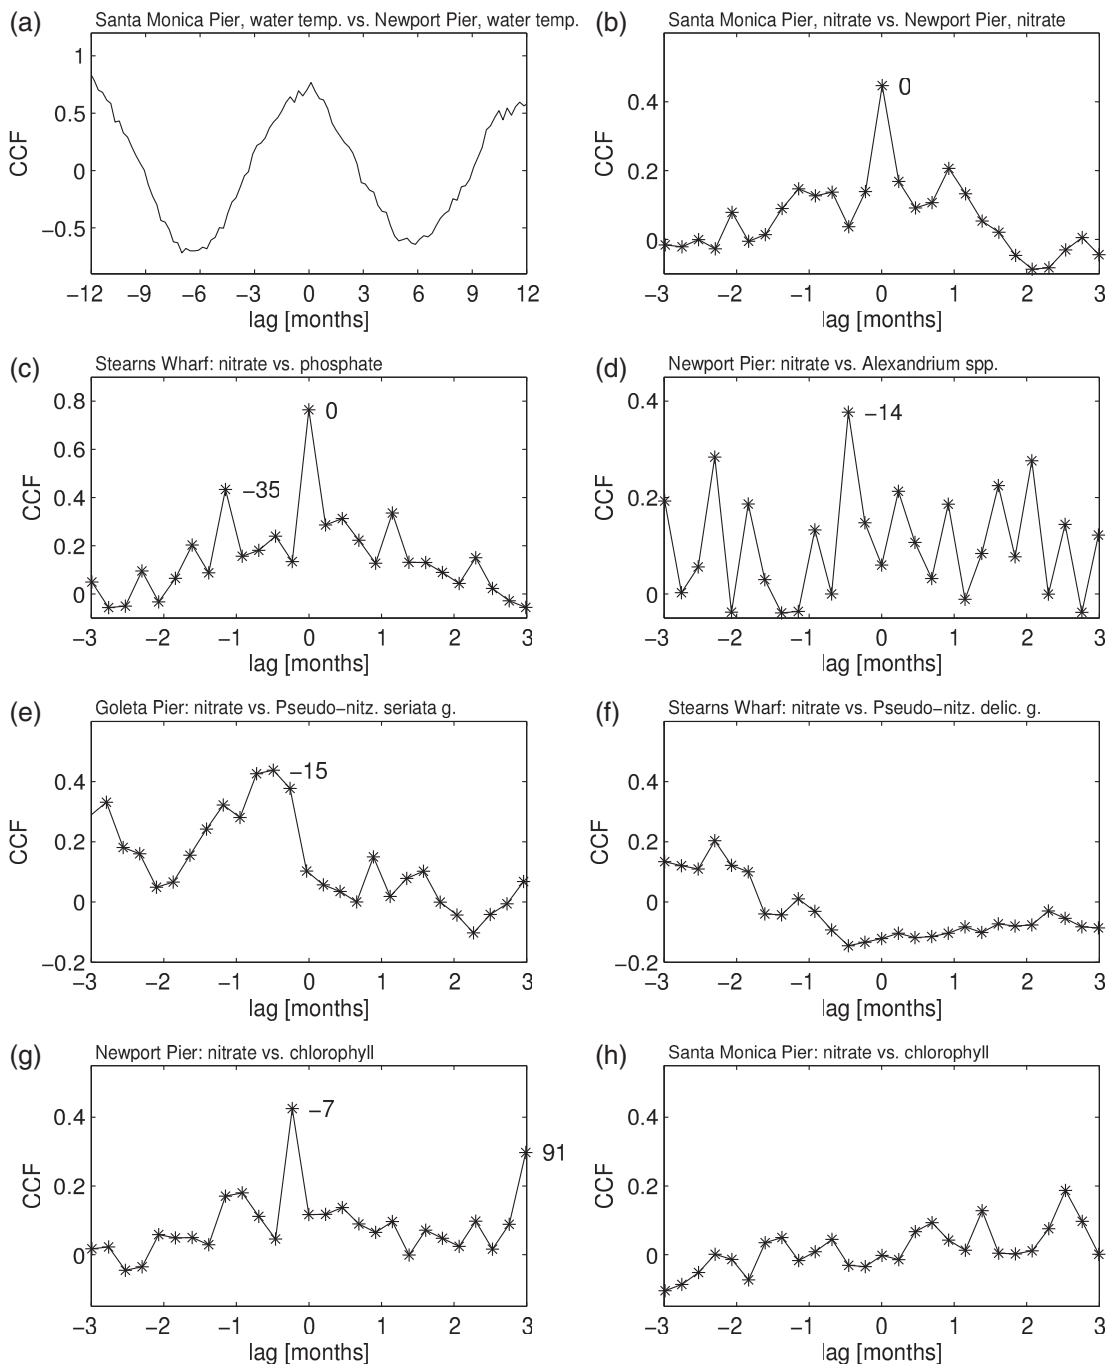 (a) Santa Monica Pier, water temp. vs. Newport Pier, water temp.
1
0.5
0
−0.5
CCF
−12 −9 −6 −3 0 3 6 9 12
lag [months]
(b) Santa Monica Pier, nitrate vs. Newport Pier, nitrate
0.4
0.2
0
CCF
0
−3 −2 −1 0 1 2 3
lag [months]
(c) Stearns Wharf: nitrate vs. phosphate
0.8
0.6
0.4
0.2
0
CCF
0
−35
−3 −2 −1 0 1 2 3
lag [months]
(d) Newport Pier: nitrate vs. Alexandrium spp.
0.4
0.2
0
CCF
−14
−3 −2 −1 0 1 2 3
lag [months]
(e) Goleta Pier: nitrate vs. Pseudo−nitz. seriata g.
0.4
0.2
0
−0.2
CCF
−15
−3 −2 −1 0 1 2 3
lag [months]
(f) Stearns Wharf: nitrate vs. Pseudo−nitz. delic. g.
0.4
0.2
0
−0.2
CCF
−3 −2 −1 0 1 2 3
lag [months]
(g) Newport Pier: nitrate vs. chlorophyll
0.4
0.2
0
CCF
−7
91
−3 −2 −1 0 1 2 3
lag [months]
(h) Santa Monica Pier: nitrate vs. chlorophyll
0.4
0.2
0
CCF
−3 −2 −1 0 1 2 3
lag [months]